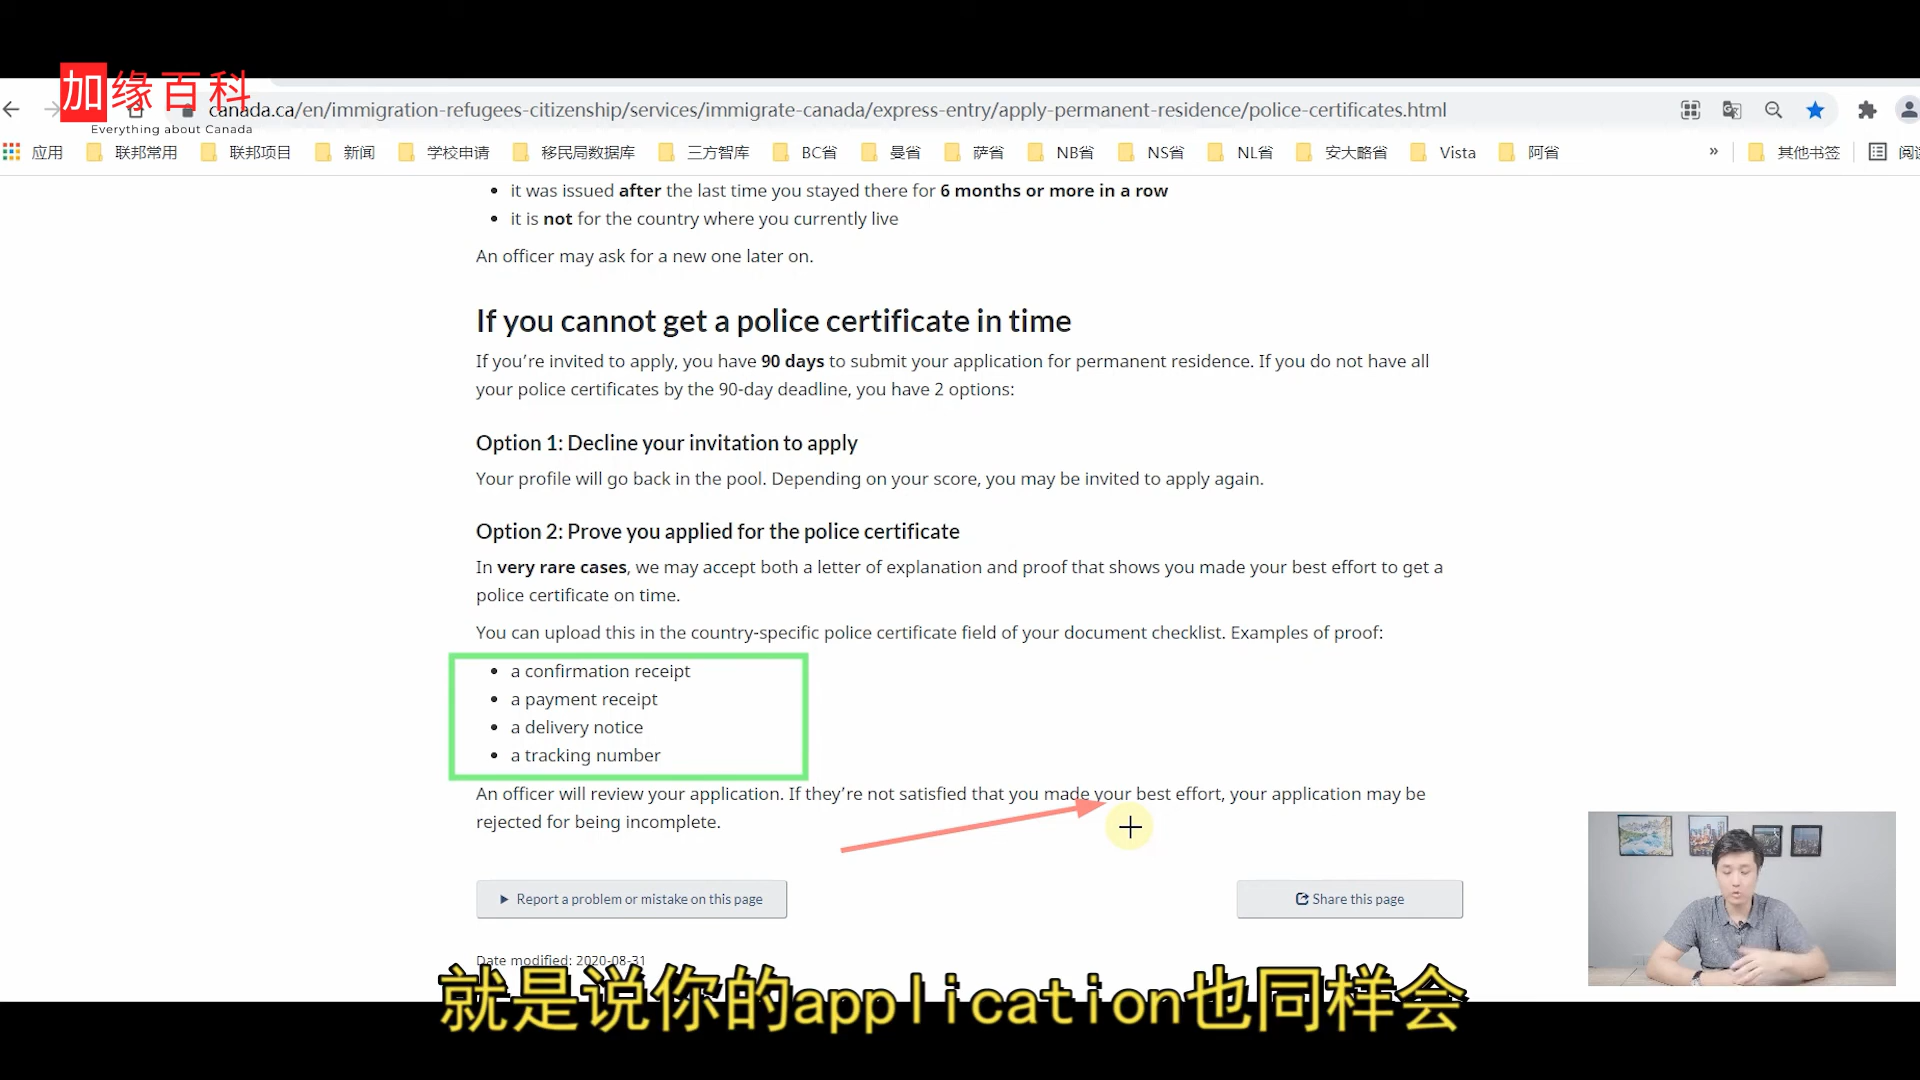 加缘百科
Everything about Canada
canada.ca/en/immigration-refugees-citizenship/services/immigrate-canada/express-entry/apply-permanent-residence/police-certificates.html
应用 联邦常用 联邦项目 新闻 学校申请 移民局数据库 三方智库 BC省 曼省 萨省 NB省 NS省 NL省 安大略省 Vista 阿省 » 其他书签
• it was issued after the last time you stayed there for 6 months or more in a row
• it is not for the country where you currently live
An officer may ask for a new one later on.
If you cannot get a police certificate in time
If you’re invited to apply, you have 90 days to submit your application for permanent residence. If you do not have all
your police certificates by the 90-day deadline, you have 2 options:
Option 1: Decline your invitation to apply
Your profile will go back in the pool. Depending on your score, you may be invited to apply again.
Option 2: Prove you applied for the police certificate
In very rare cases, we may accept both a letter of explanation and proof that shows you made your best effort to get a
police certificate on time.
You can upload this in the country-specific police certificate field of your document checklist. Examples of proof:
• a confirmation receipt
• a payment receipt
• a delivery notice
• a tracking number
An officer will review your application. If they’re not satisfied that you made your best effort, your application may be
rejected for being incomplete.
Report a problem or mistake on this page
Share this page
Date modified: 2020-08-31
就是说你的application也同样会